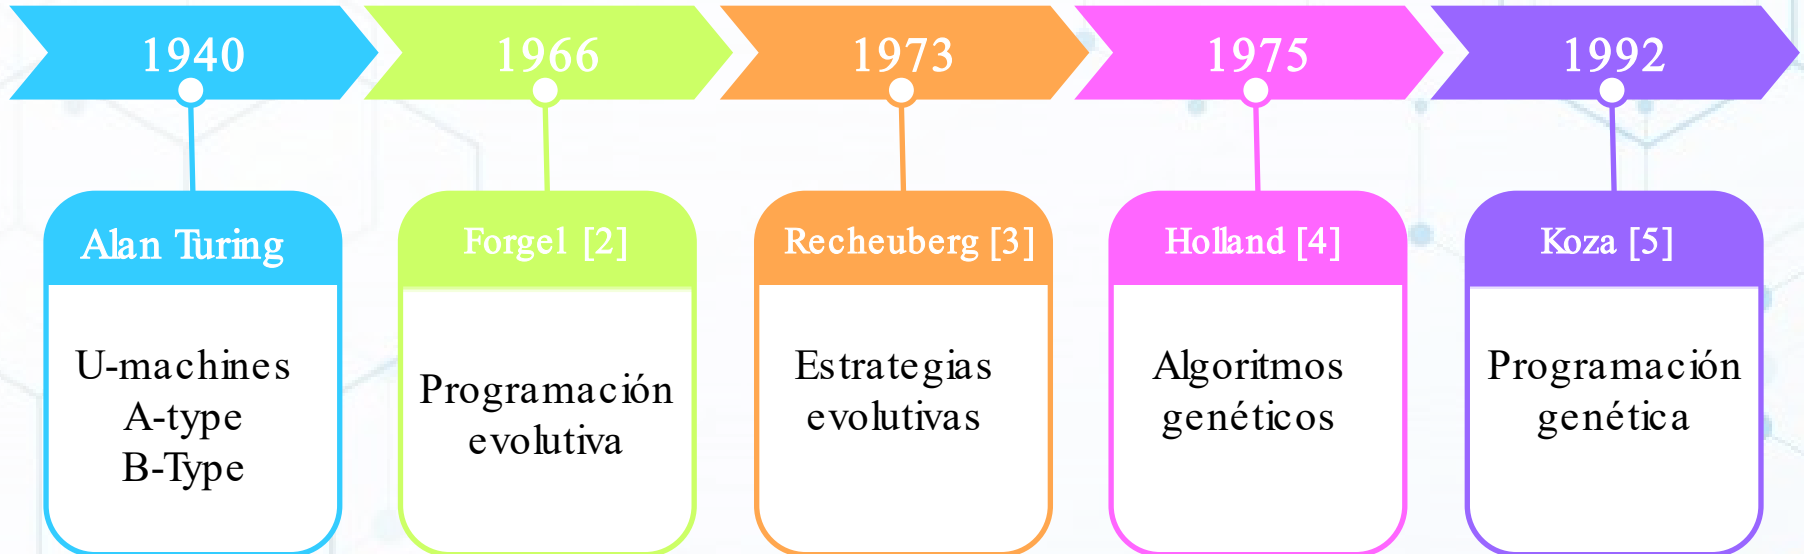 1940
1966
1973
1975
1992
Alan Turing
Forgel [2]
Recheuberg [3]
Holland [4]
Koza [5]
U-machines
A-type
B-Type
Programación
evolutiva
Estrategias
evolutivas
Algoritmos
genéticos
Programación
genética